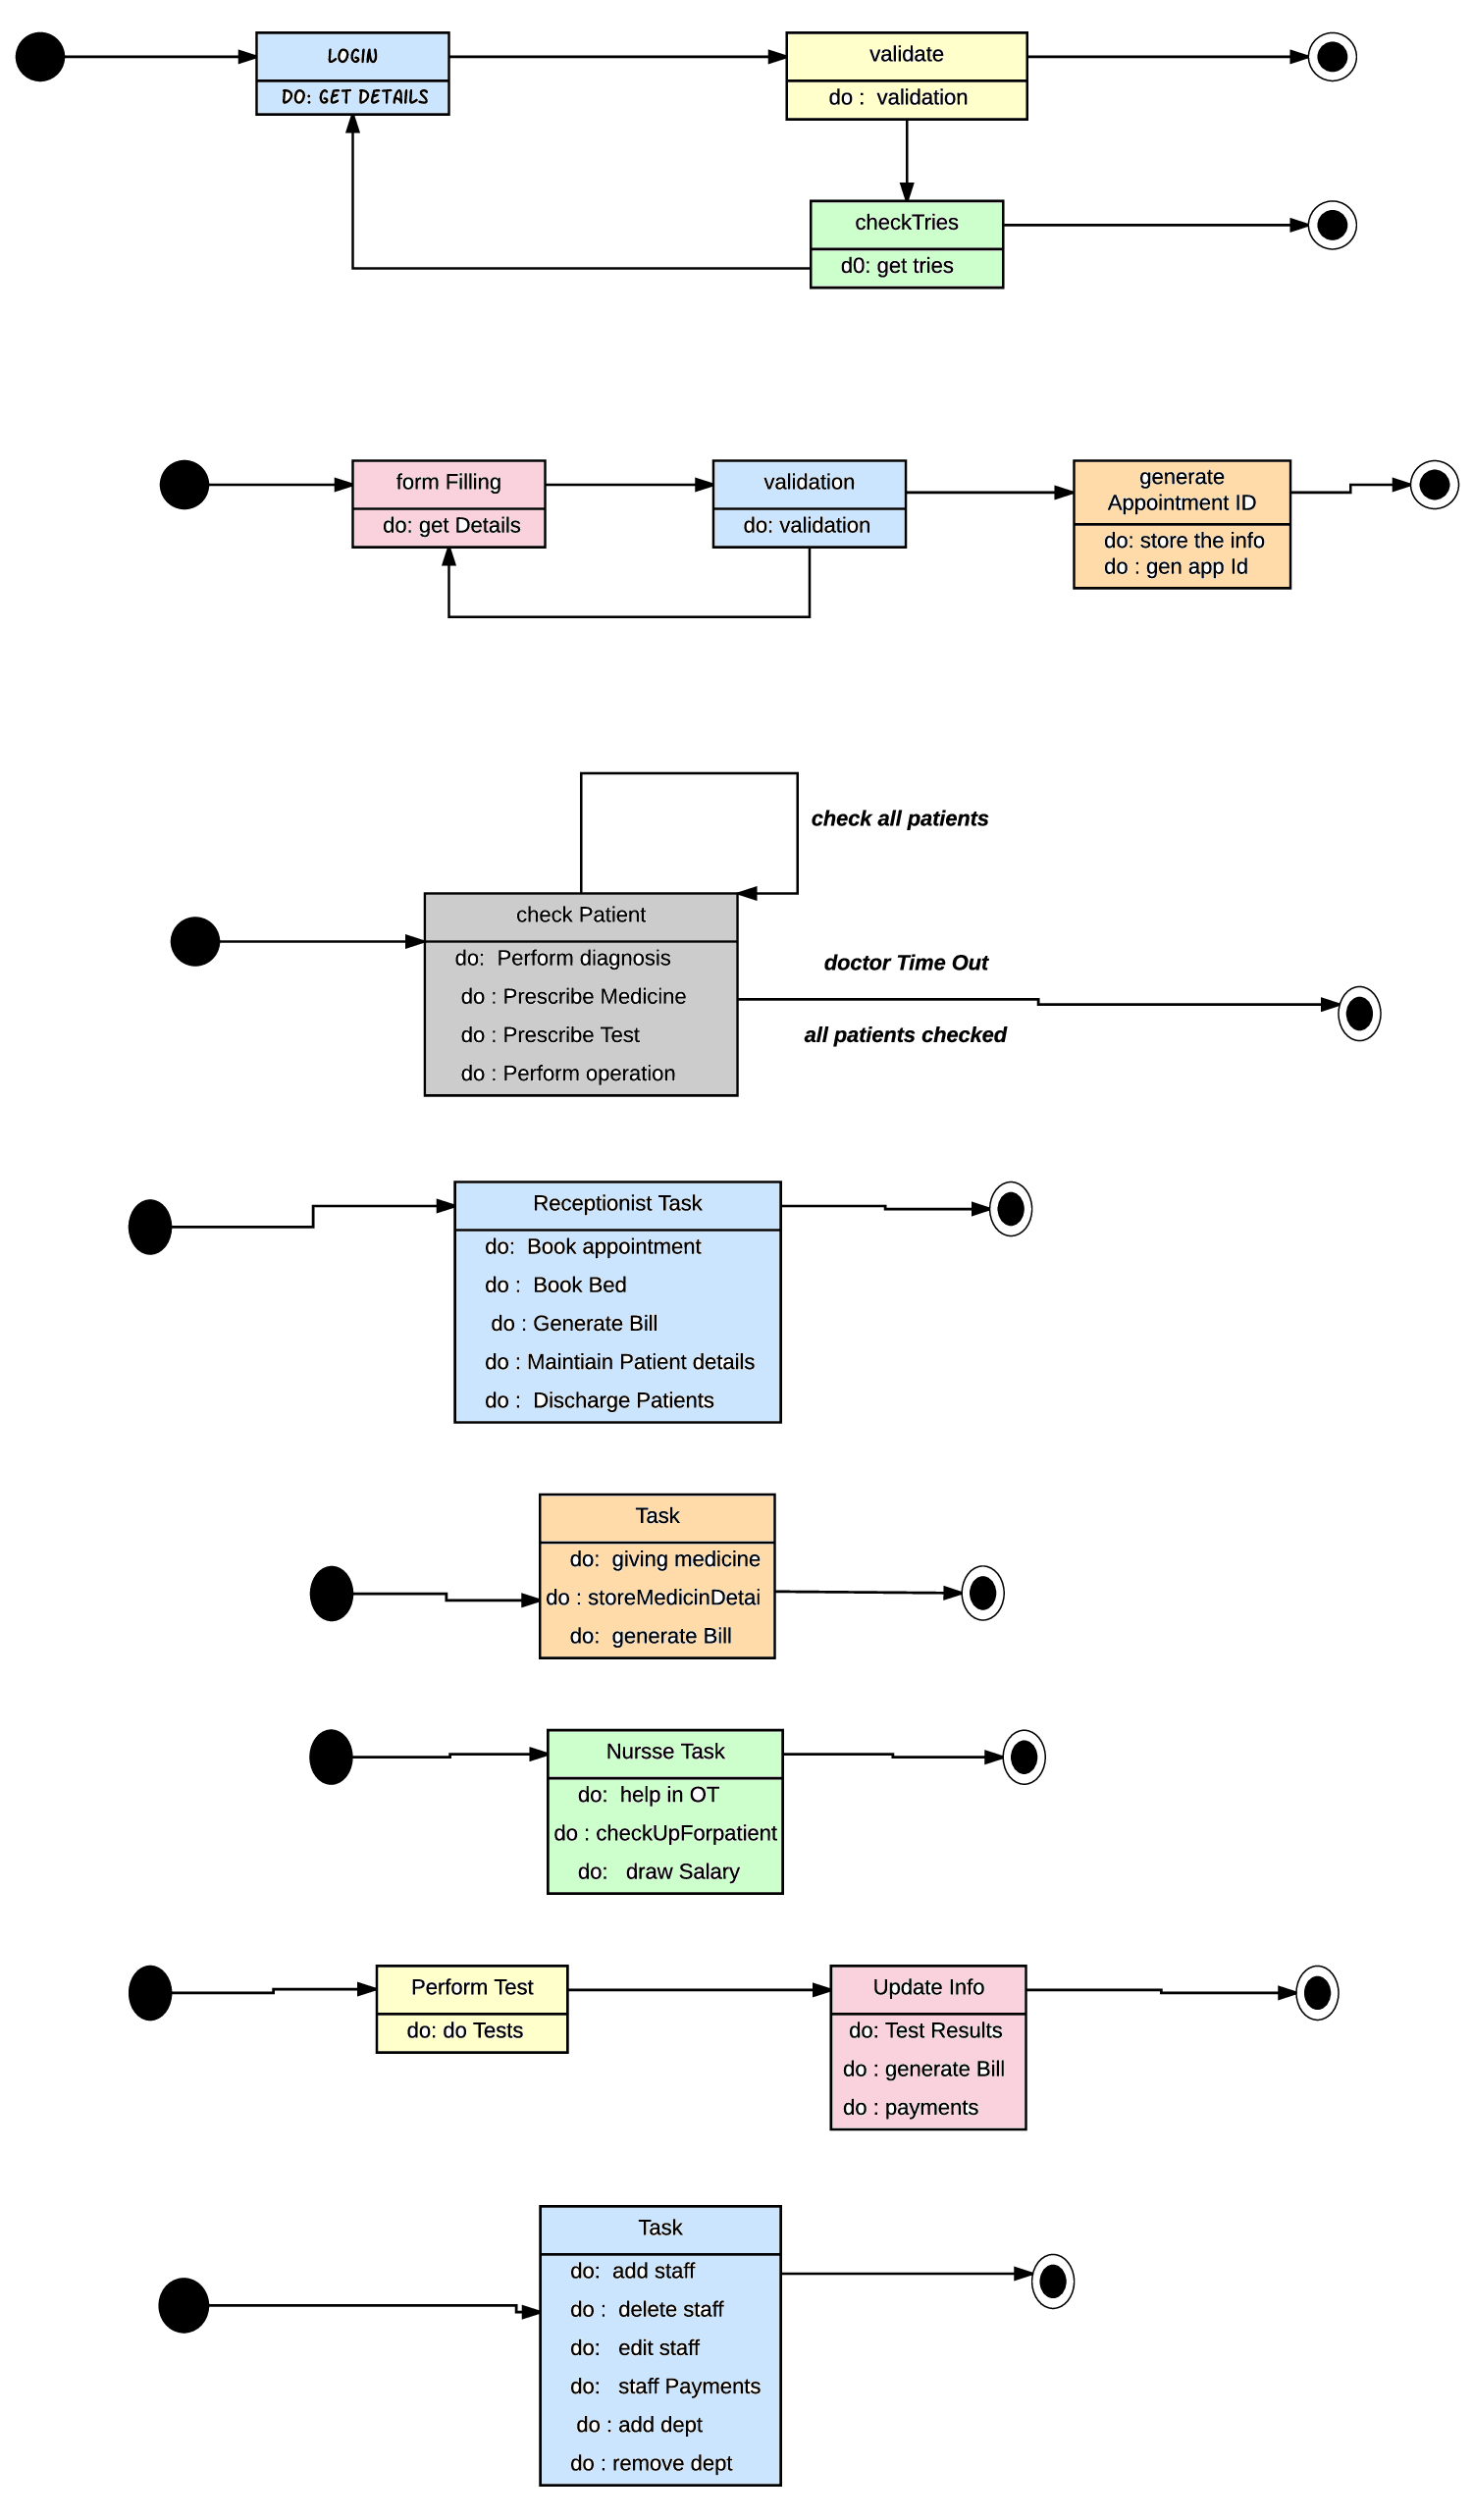 LOGIN
DO: GET DETAILS
validate
do :  validation
checkTries
d0: get tries
form Filling
do: get Details
validation
do: validation
generate
Appointment ID
do: store the info
do : gen app Id
check all patients
check Patient
do:  Perform diagnosis
do : Prescribe Medicine
do : Prescribe Test
do : Perform operation
doctor Time Out
all patients checked
Receptionist Task
do:  Book appointment
do :  Book Bed
do : Generate Bill
do : Maintiain Patient details
do :  Discharge Patients
Task
do:  giving medicine
do : storeMedicinDetai
do:  generate Bill
Nursse Task
do:  help in OT
do : checkUpForpatient
do:   draw Salary
Perform Test
do: do Tests
Update Info
do: Test Results
do : generate Bill
do : payments
Task
do:  add staff
do :  delete staff
do:   edit staff
do:   staff Payments
do : add dept
do : remove dept